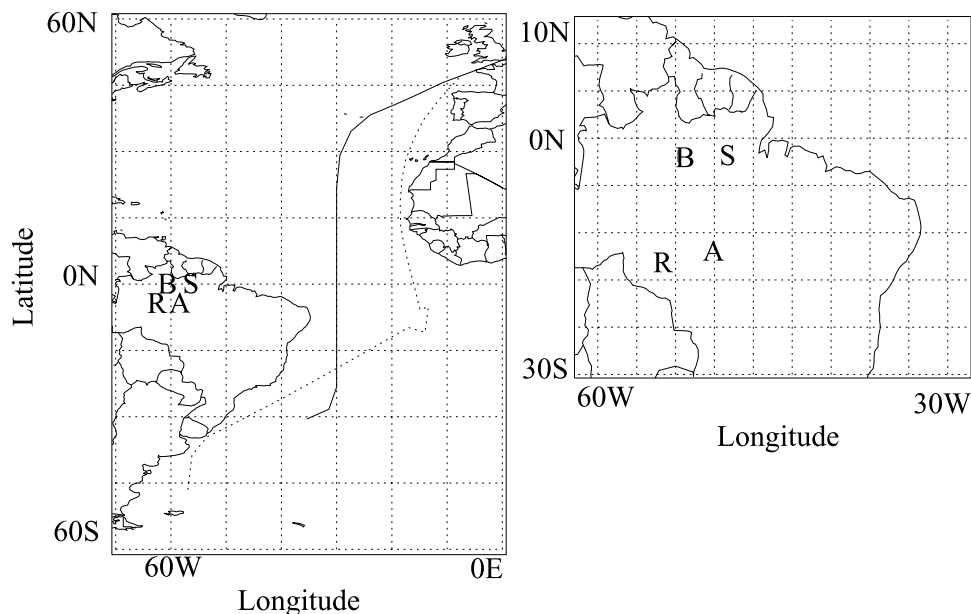 60N
0N
60S
Latitude
B S
R A
60W
0E
Longitude
10N
0N
30S
B S
A
R
60W
30W
Longitude